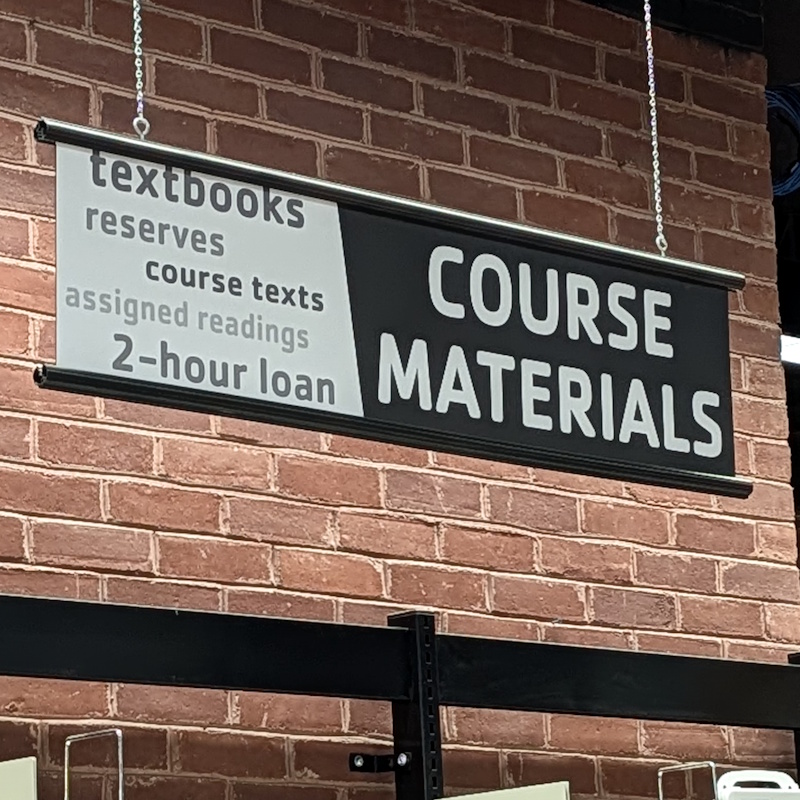 textbooks
reserves
course texts
assigned readings
2-hour loan
COURSE
MATERIALS